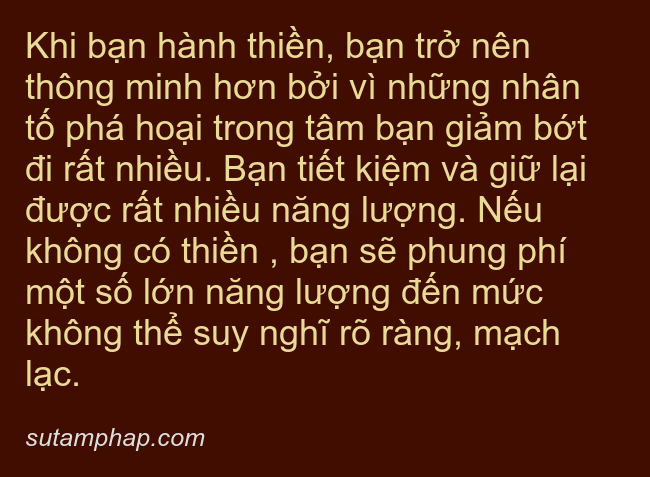 Khi bạn hành thiền, bạn trở nên
thông minh hơn bởi vì những nhân
tố phá hoại trong tâm bạn giảm bớt
đi rất nhiều. Bạn tiết kiệm và giữ lại
được rất nhiều năng lượng. Nếu
không có thiền , bạn sẽ phung phí
một số lớn năng lượng đến mức
không thể suy nghĩ rõ ràng, mạch
lạc.
sutamphap.com